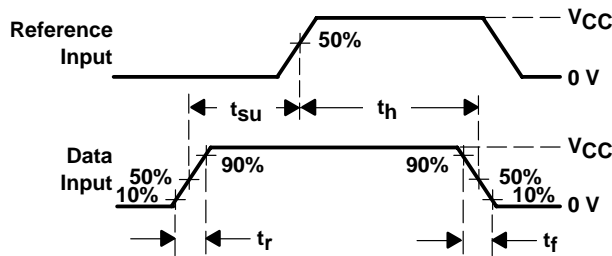 Reference
Input
50%
VCC
0 V
tsu
th
Data
Input
50%
10%
90%
90%
VCC
50%
10%
0 V
tr
tf